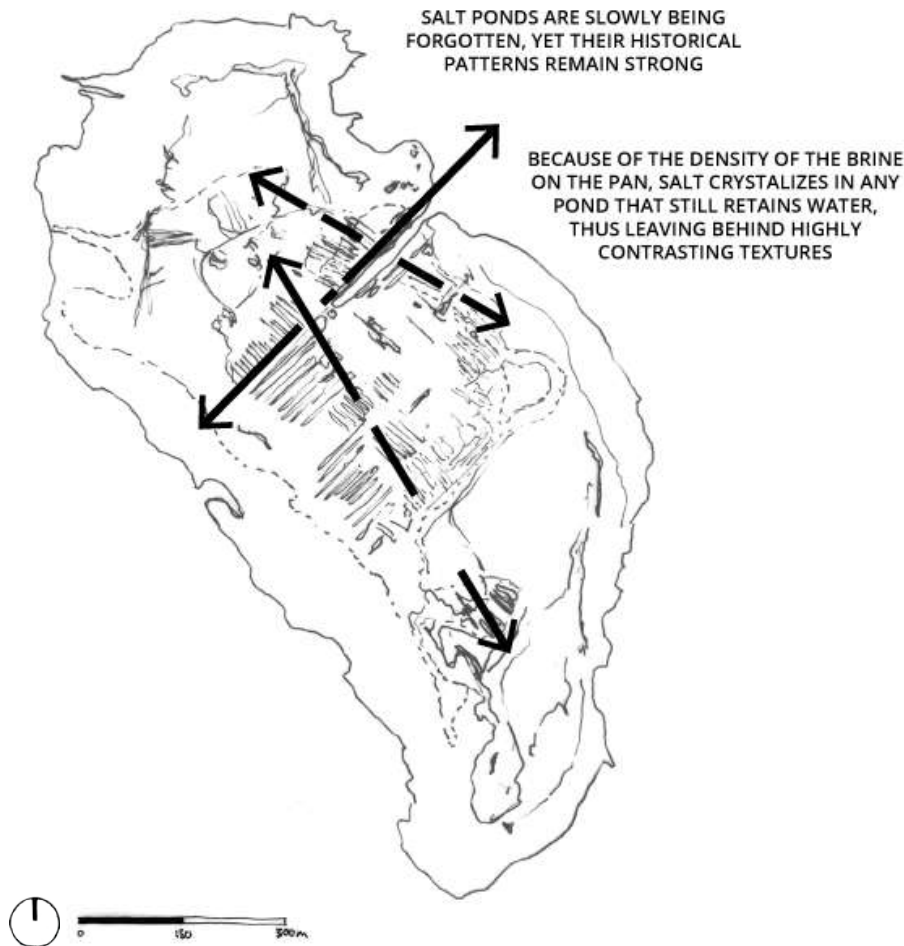 SALT PONDS ARE SLOWLY BEING
FORGOTTEN, YET THEIR HISTORICAL
PATTERNS REMAIN STRONG
BECAUSE OF THE DENSITY OF THE BRINE
ON THE PAN, SALT CRYSTALIZES IN ANY
POND THAT STILL RETAINS WATER,
THUS LEAVING BEHIND HIGHLY
CONTRASTING TEXTURES
0 150 300m